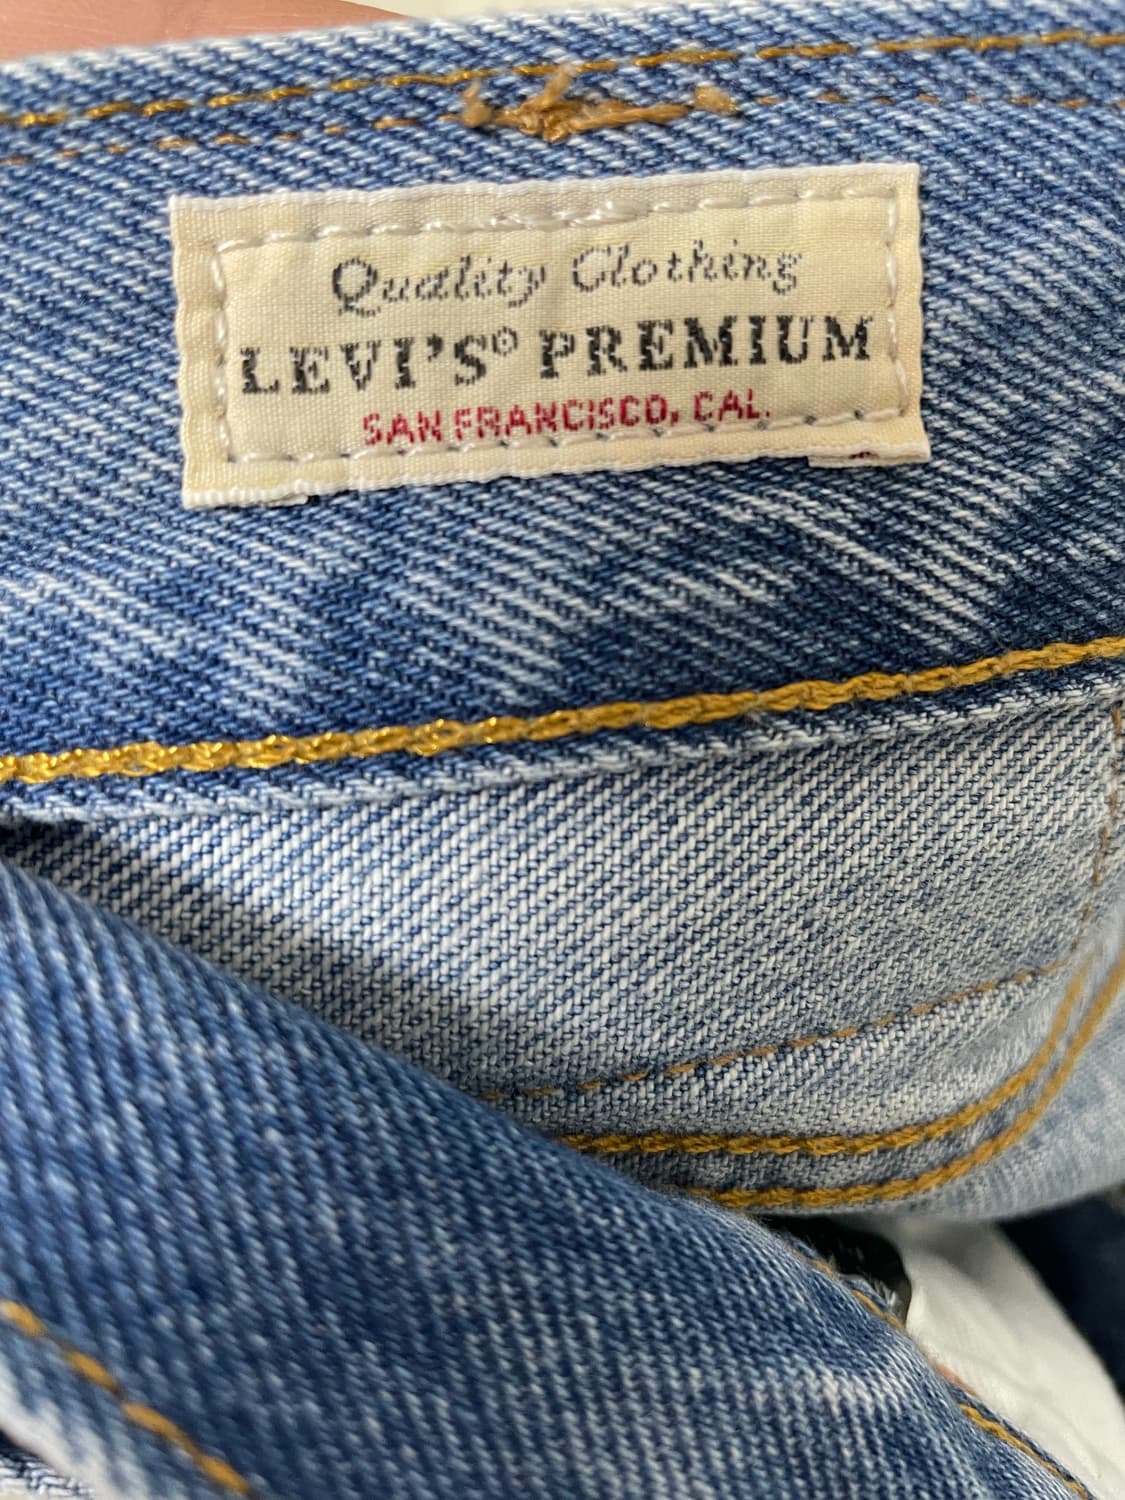 Quality Clothing
LEVI'S® PREMIUM
SAN FRANCISCO, CAL.